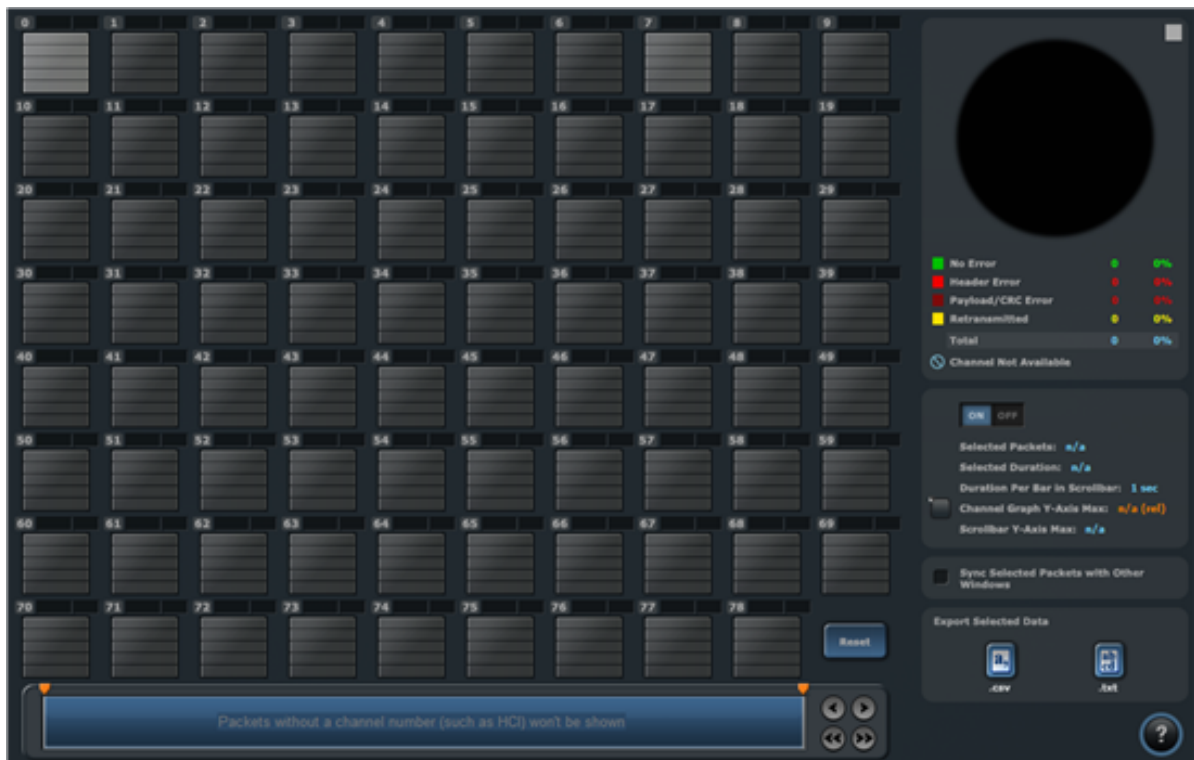 0 1 2 3 4 5 6 7 8 9
10 11 12 13 14 15 16 17 18 19
20 21 22 23 24 25 26 27 28 29
30 31 32 33 34 35 36 37 38 39
40 41 42 43 44 45 46 47 48 49
50 51 52 53 54 55 56 57 58 59
60 61 62 63 64 65 66 67 68 69
70 71 72 73 74 75 76 77 78
Reset
Packets without a channel number (such as HCI) won't be shown
No Error 0 0%
Header Error 0 0%
Payload/CRC Error 0 0%
Retransmitted 0 0%
Total 0 0%
Channel Not Available
ON OFF
Selected Packets: n/a
Selected Duration: n/a
Duration Per Bar in Scrollbar: 1 sec
Channel Graph Y-Axis Max: n/a (rel)
Scrollbar Y-Axis Max: n/a
Sync Selected Packets with Other
Windows
Export Selected Data
.csv .txt
?